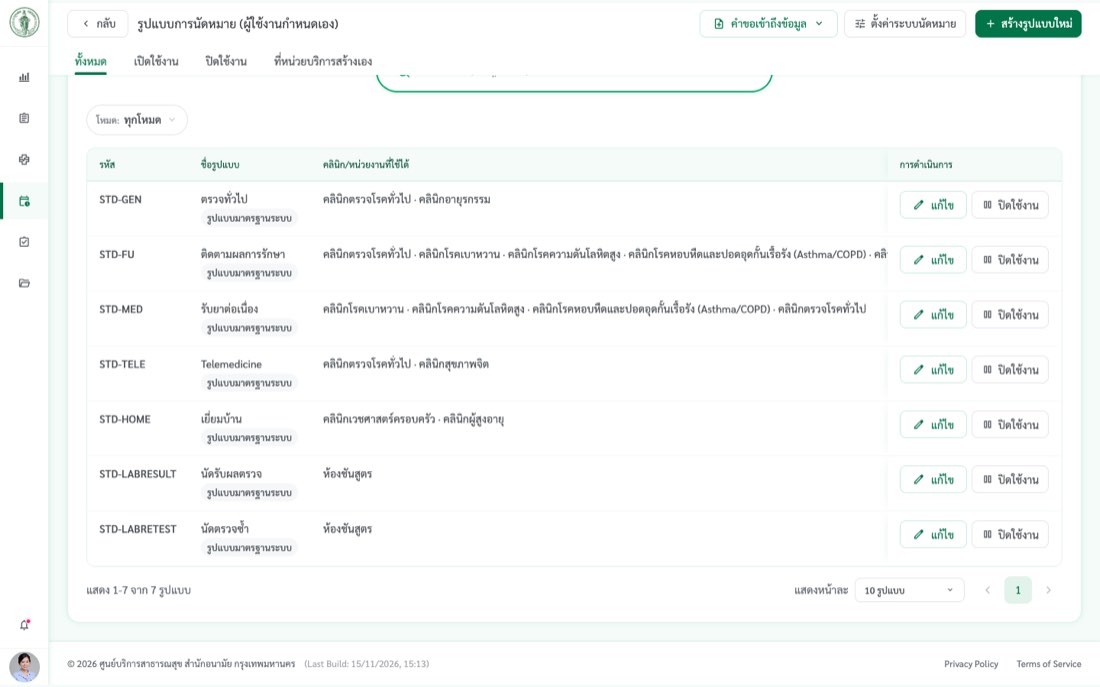 กลับ
รูปแบบการนัดหมาย (ผู้ใช้งานกำหนดเอง)
คำขอเข้าถึงข้อมูล
ตั้งค่าระบบนัดหมาย
+ สร้างรูปแบบใหม่
ทั้งหมด เปิดใช้งาน ปิดใช้งาน ที่หน่วยบริการสร้างเอง
โหมด: ทุกโหมด
รหัส ชื่อรูปแบบ คลินิก/หน่วยงานที่ใช้ได้ การดำเนินการ
STD-GEN ตรวจทั่วไป คลินิกตรวจโรคทั่วไป · คลินิกอายุรกรรม แก้ไข ปิดใช้งาน
รูปแบบมาตรฐานระบบ
STD-FU ติดตามผลการรักษา คลินิกตรวจโรคทั่วไป · คลินิกโรคเบาหวาน · คลินิกโรคความดันโลหิตสูง · คลินิกโรคหอบหืดและปอดอุดกั้นเรื้อรัง (Asthma/COPD) · คลิ แก้ไข ปิดใช้งาน
รูปแบบมาตรฐานระบบ
STD-MED รับยาต่อเนื่อง คลินิกโรคเบาหวาน · คลินิกโรคความดันโลหิตสูง · คลินิกโรคหอบหืดและปอดอุดกั้นเรื้อรัง (Asthma/COPD) · คลินิกตรวจโรคทั่วไป แก้ไข ปิดใช้งาน
รูปแบบมาตรฐานระบบ
STD-TELE Telemedicine คลินิกตรวจโรคทั่วไป · คลินิกสุขภาพจิต แก้ไข ปิดใช้งาน
รูปแบบมาตรฐานระบบ
STD-HOME เยี่ยมบ้าน คลินิกเวชศาสตร์ครอบครัว · คลินิกผู้สูงอายุ แก้ไข ปิดใช้งาน
รูปแบบมาตรฐานระบบ
STD-LABRESULT นัดรับผลตรวจ ห้องชันสูตร แก้ไข ปิดใช้งาน
รูปแบบมาตรฐานระบบ
STD-LABRETEST นัดตรวจซ้ำ ห้องชันสูตร แก้ไข ปิดใช้งาน
รูปแบบมาตรฐานระบบ
แสดง 1-7 จาก 7 รูปแบบ แสดงหน้าละ 10 รูปแบบ 1
© 2026 ศูนย์บริการสาธารณสุข สำนักอนามัย กรุงเทพมหานคร (Last Build: 15/11/2026, 15:13) Privacy Policy Terms of Service